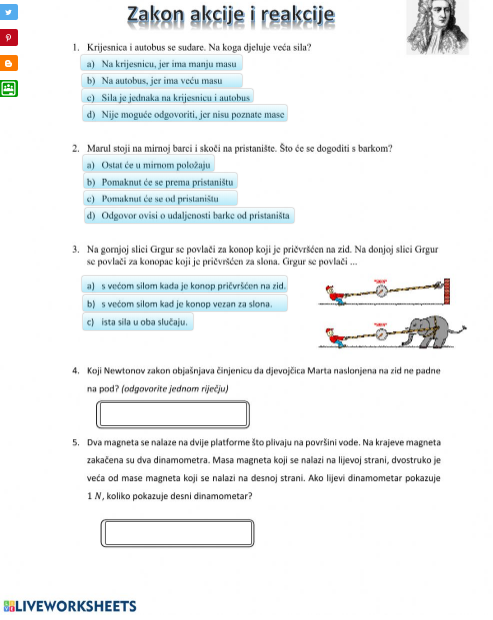 Zakon akcije i reakcije
1. Krijesnica i autobus se sudare. Na koga djeluje veća sila?
a) Na krijesnicu, jer ima manju masu
b) Na autobus, jer ima veću masu
c) Sila je jednaka na krijesnicu i autobus
d) Nije moguće odgovoriti, jer nisu poznate mase
2. Marul stoji na mirnoj barci i skoči na pristanište. Što će se dogoditi s barkom?
a) Ostat će u mirnom položaju
b) Pomaknut će se prema pristaništu
c) Pomaknut će se od pristaništu
d) Odgovor ovisi o udaljenosti barke od pristaništa
3. Na gornjoj slici Grgur se povlači za konop koji je pričvršćen na zid. Na donjoj slici Grgur
se povlači za konopac koji je pričvršćen za slona. Grgur se povlači ...
a) s većom silom kada je konop pričvršćen na zid.
b) s većom silom kad je konop vezan za slona.
c) ista sila u oba slučaju.
4. Koji Newtonov zakon objašnjava činjenicu da djevojčica Marta naslonjena na zid ne padne
na pod? (odgovorite jednom riječju)
5. Dva magneta se nalaze na dvije platforme što plivaju na površini vode. Na krajeve magneta
zakačena su dva dinamometra. Masa magneta koji se nalazi na lijevoj strani, dvostruko je
veća od mase magneta koji se nalazi na desnoj strani. Ako lijevi dinamometar pokazuje
1 N, koliko pokazuje desni dinamometar?
LIVEWORKSHEETS